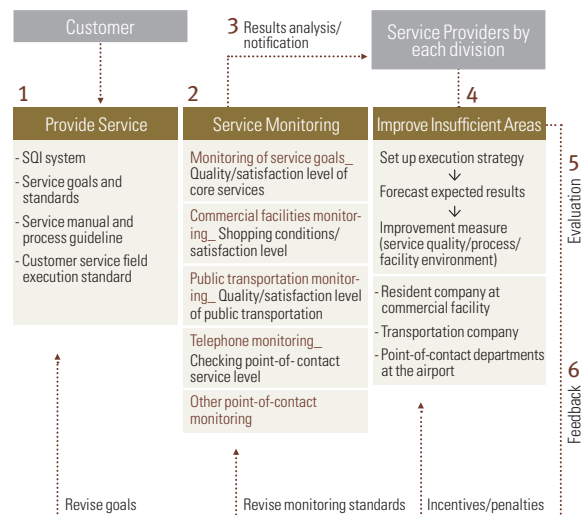 Customer
3 Results analysis/
notification
Service Providers by
each division
1
Provide Service
- SQI system
- Service goals and
standards
- Service manual and
process guideline
- Customer service field
execution standard
2
Service Monitoring
Monitoring of service goals_
Quality/satisfaction level of
core services
Commercial facilities monitor-
ing_ Shopping conditions/
satisfaction level
Public transportation monitor-
ing_ Quality/satisfaction level
of public transportation
Telephone monitoring_
Checking point-of- contact
service level
Other point-of-contact
monitoring
4
Improve Insufficient Areas
Set up execution strategy
Forecast expected results
Improvement measure
(service quality/process/
facility environment)
- Resident company at
commercial facility
- Transportation company
- Point-of-contact departments
at the airport
5
Evaluation
6
Feedback
Revise goals
Revise monitoring standards
Incentives/penalties